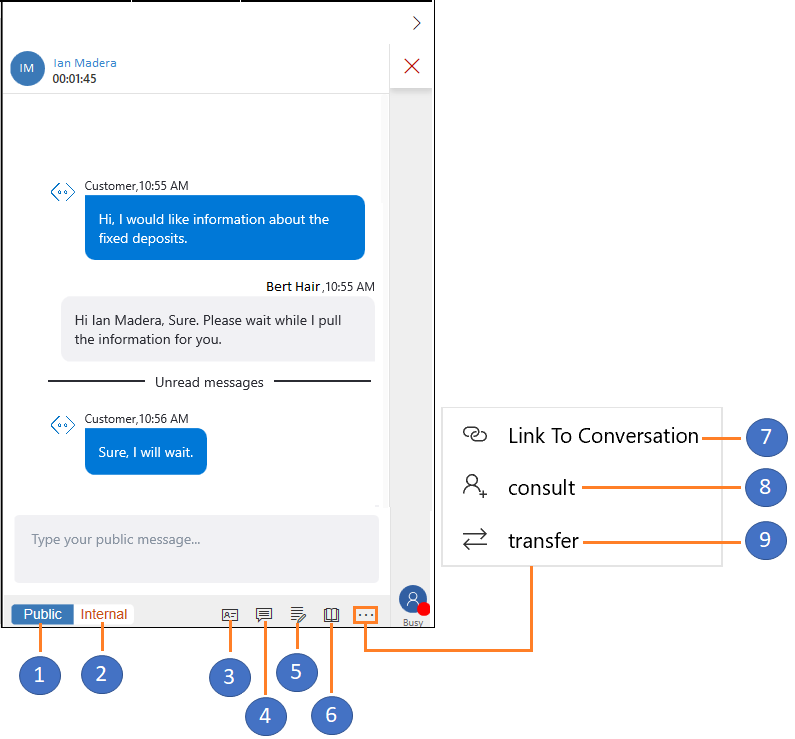 IM
Ian Madera
00:01:45
Customer,10:55 AM
Hi, I would like information about the
fixed deposits.
Bert Hair ,10:55 AM
Hi Ian Madera, Sure. Please wait while I pull
the information for you.
Unread messages
Customer,10:56 AM
Sure, I will wait.
Type your public message...
Public
Internal
Busy
Link To Conversation
consult
transfer
1
2
3
4
5
6
7
8
9